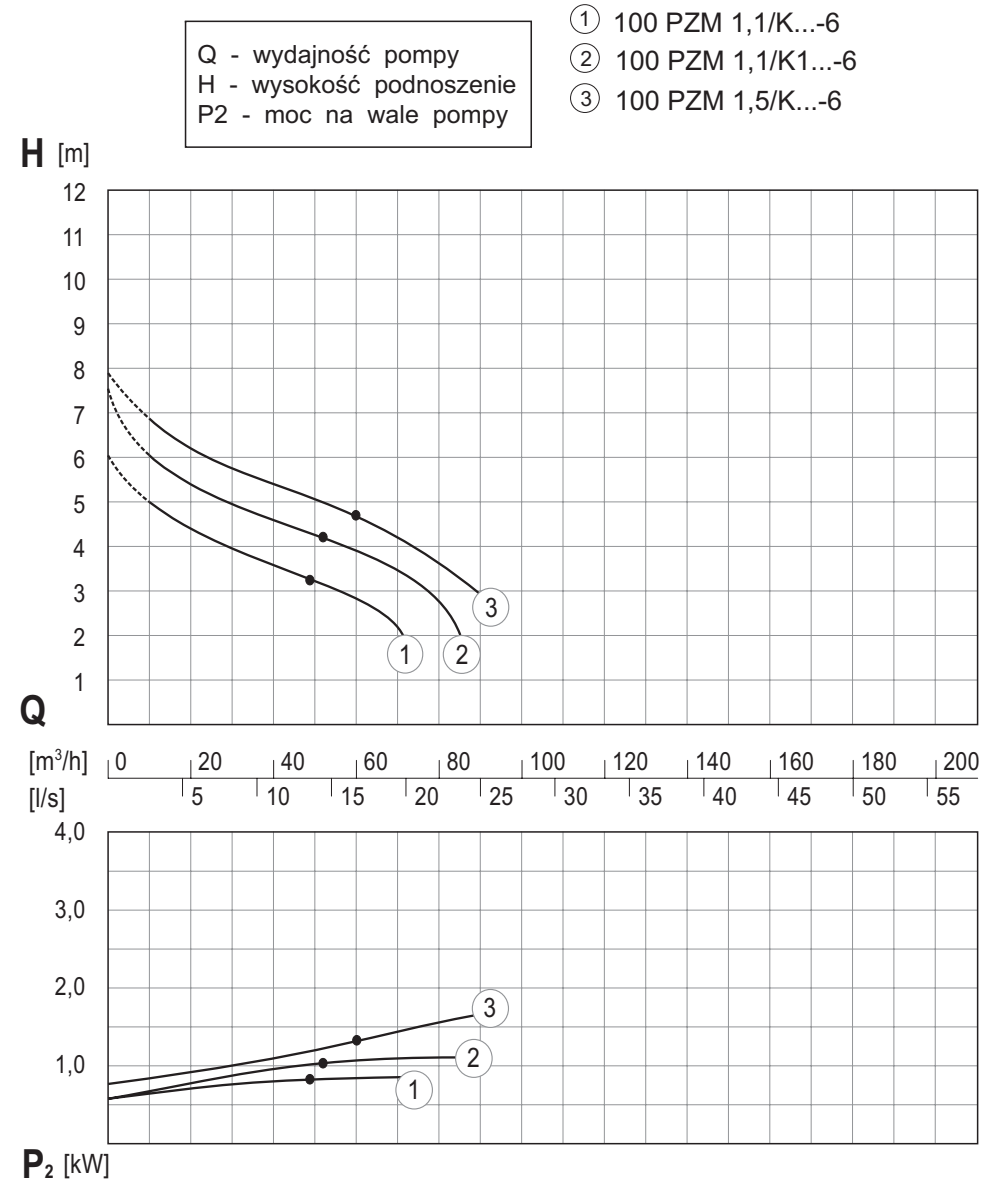 Q - wydajność pompy
H - wysokość podnoszenie
P2 - moc na wale pompy
1 100 PZM 1,1/K...-6
2 100 PZM 1,1/K1...-6
3 100 PZM 1,5/K...-6
H [m]
12
11
10
9
8
7
6
5
4
3
2
1
3
1
2
Q
[m³/h] 0 20 40 60 80 100 120 140 160 180 200
[l/s] 5 10 15 20 25 30 35 40 45 50 55
4,0
3,0
2,0
1,0
3
2
1
P₂ [kW]